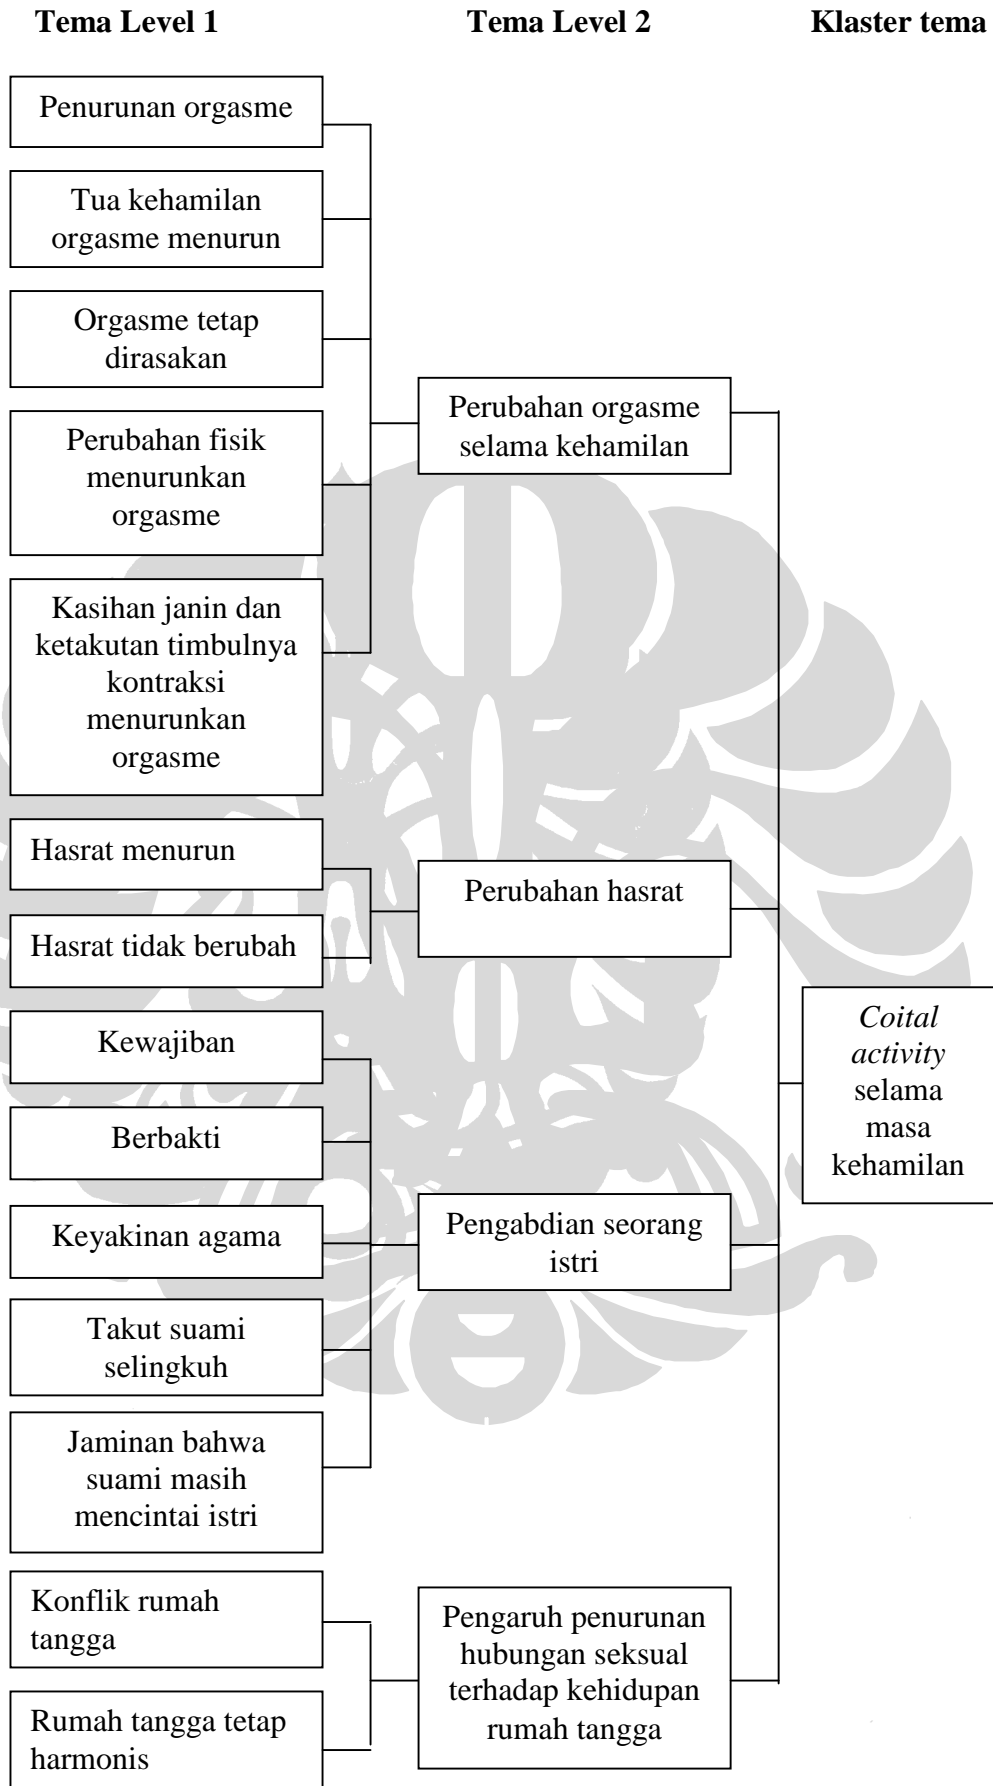 Tema Level 1
Tema Level 2
Klaster tema
Penurunan orgasme
Tua kehamilan
orgasme menurun
Orgasme tetap
dirasakan
Perubahan fisik
menurunkan
orgasme
Kasihan janin dan
ketakutan timbulnya
kontraksi
menurunkan
orgasme
Hasrat menurun
Hasrat tidak berubah
Kewajiban
Berbakti
Keyakinan agama
Takut suami
selingkuh
Jaminan bahwa
suami masih
mencintai istri
Konflik rumah
tangga
Rumah tangga tetap
harmonis
Perubahan orgasme
selama kehamilan
Perubahan hasrat
Pengabdian seorang
istri
Pengaruh penurunan
hubungan seksual
terhadap kehidupan
rumah tangga
Coital
activity
selama
masa
kehamilan